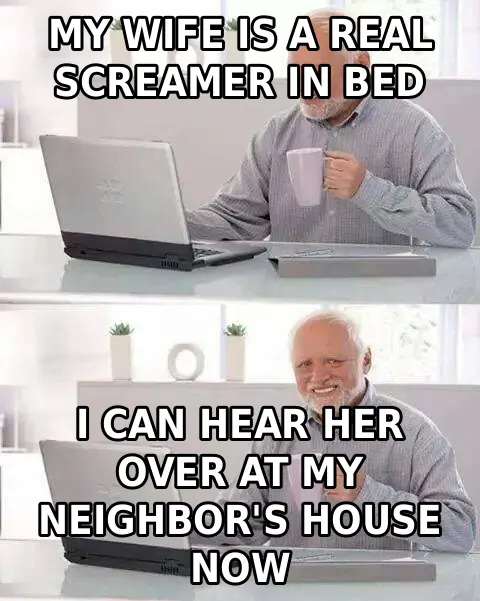 MY WIFE IS A REAL
SCREAMER IN BED
I CAN HEAR HER
OVER AT MY
NEIGHBOR'S HOUSE
NOW